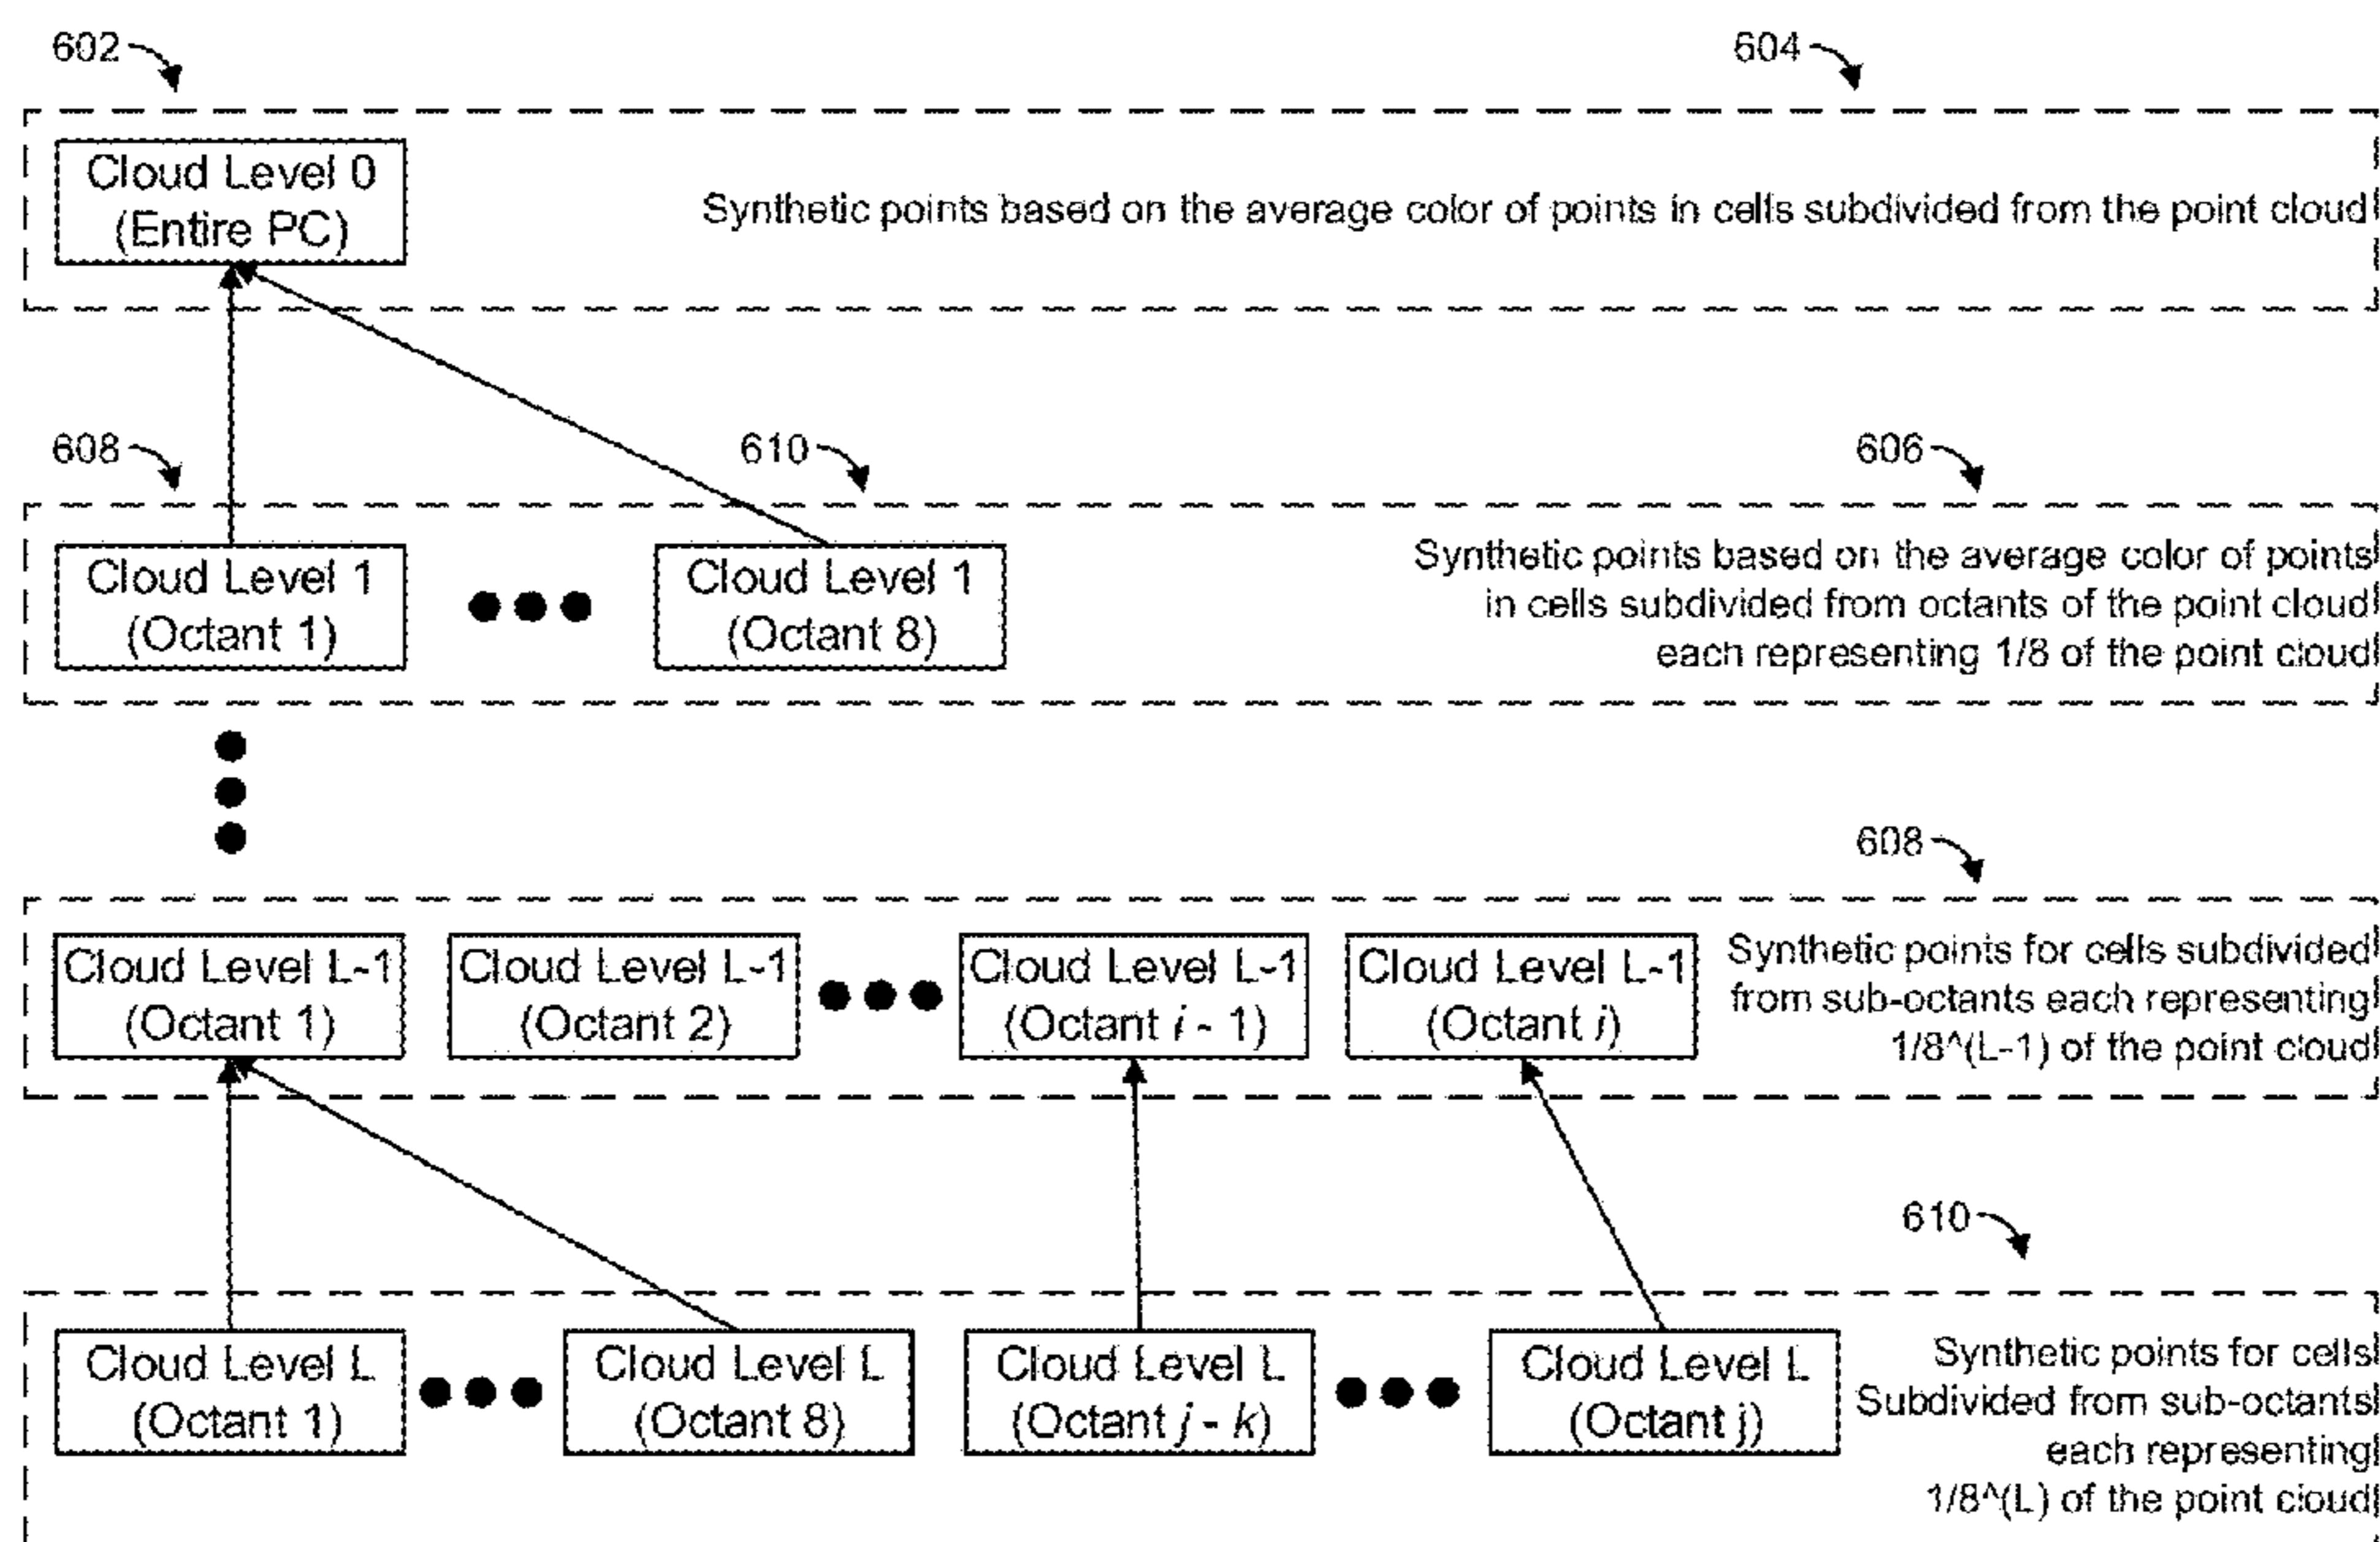 602
604
Cloud Level 0
(Entire PC)
Synthetic points based on the average color of points in cells subdivided from the point cloud
608
610
606
Cloud Level 1
(Octant 1)
Cloud Level 1
(Octant 8)
Synthetic points based on the average color of points
in cells subdivided from octants of the point cloud
each representing 1/8 of the point cloud
608
Cloud Level L-1
(Octant 1)
Cloud Level L-1
(Octant 2)
Cloud Level L-1
(Octant i - 1)
Cloud Level L-1
(Octant i)
Synthetic points for cells subdivided
from sub-octants each representing
1/8^(L-1) of the point cloud
610
Cloud Level L
(Octant 1)
Cloud Level L
(Octant 8)
Cloud Level L
(Octant j - k)
Cloud Level L
(Octant j)
Synthetic points for cells
Subdivided from sub-octants
each representing
1/8^(L) of the point cloud